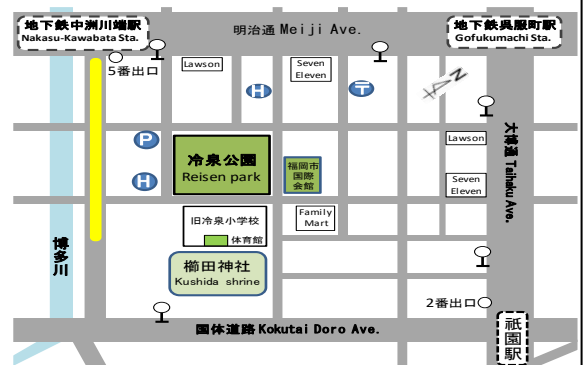 地下鉄中洲川端駅
Nakasu-Kawabata Sta.
明治通 Meiji Ave.
地下鉄呉服町駅
Gofukumachi Sta.
5番出口
Lawson
Seven
Eleven
H
〒
N
P
冷泉公園
Reisen park
福岡市
国際
会館
Lawson
大博通 Taihaku Ave.
H
Seven
Eleven
旧冷泉小学校
体育館
Family
Mart
博多川
櫛田神社
Kushida shrine
2番出口
国体道路 Kokutai Doro Ave.
祇園駅